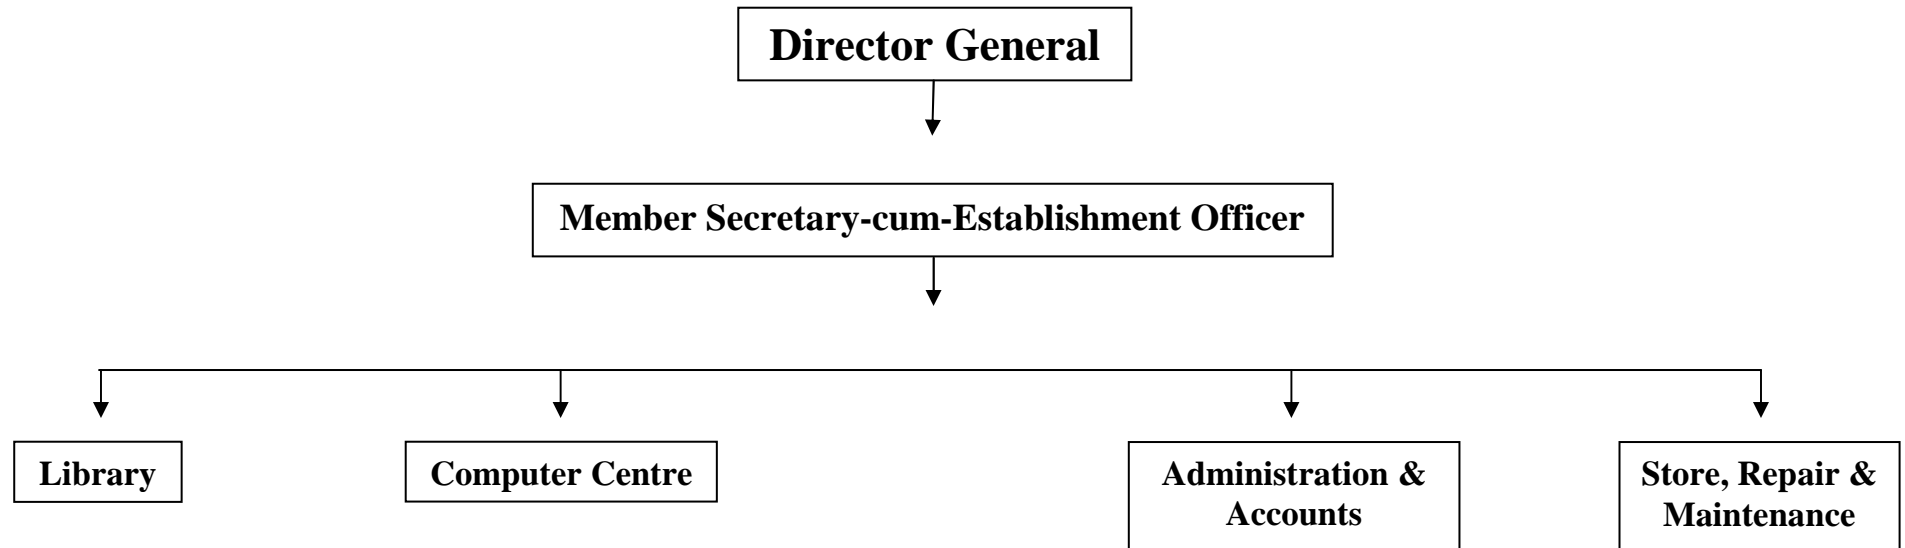 Director General
Member Secretary-cum-Establishment Officer
Library
Computer Centre
Administration &
Accounts
Store, Repair &
Maintenance